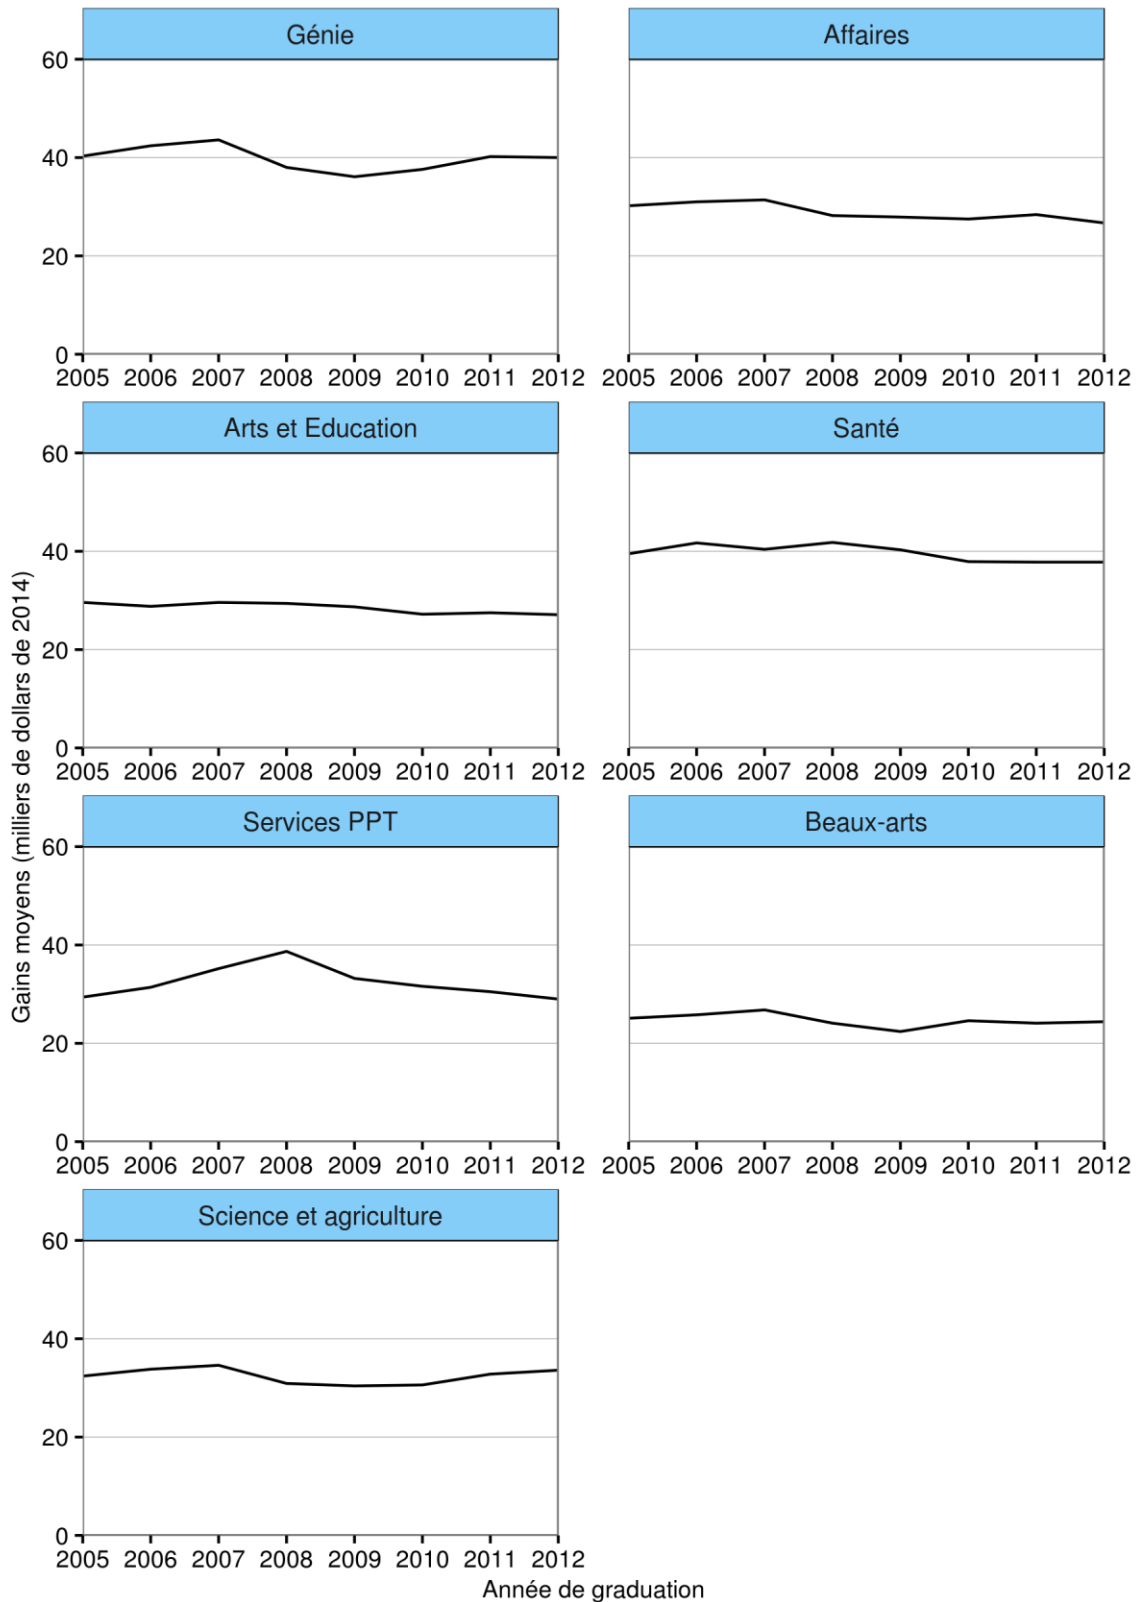 Génie
Affaires
60
40
20
0
2005 2006 2007 2008 2009 2010 2011 2012
2005 2006 2007 2008 2009 2010 2011 2012
Arts et Education
Santé
60
40
20
0
2005 2006 2007 2008 2009 2010 2011 2012
2005 2006 2007 2008 2009 2010 2011 2012
Gains moyens (milliers de dollars de 2014)
Services PPT
Beaux-arts
60
40
20
0
2005 2006 2007 2008 2009 2010 2011 2012
2005 2006 2007 2008 2009 2010 2011 2012
Science et agriculture
60
40
20
0
2005 2006 2007 2008 2009 2010 2011 2012
Année de graduation